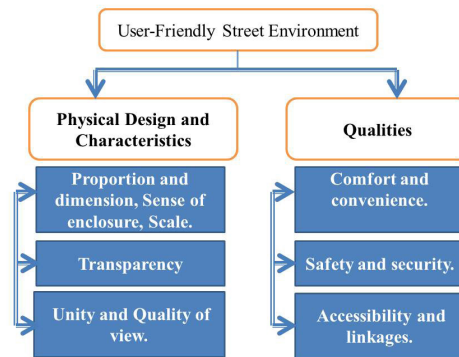 User-Friendly Street Environment
Physical Design and
Characteristics
Proportion and
dimension, Sense of
enclosure, Scale.
Transparency
Unity and Quality of
view.
Qualities
Comfort and
convenience.
Safety and security.
Accessibility and
linkages.